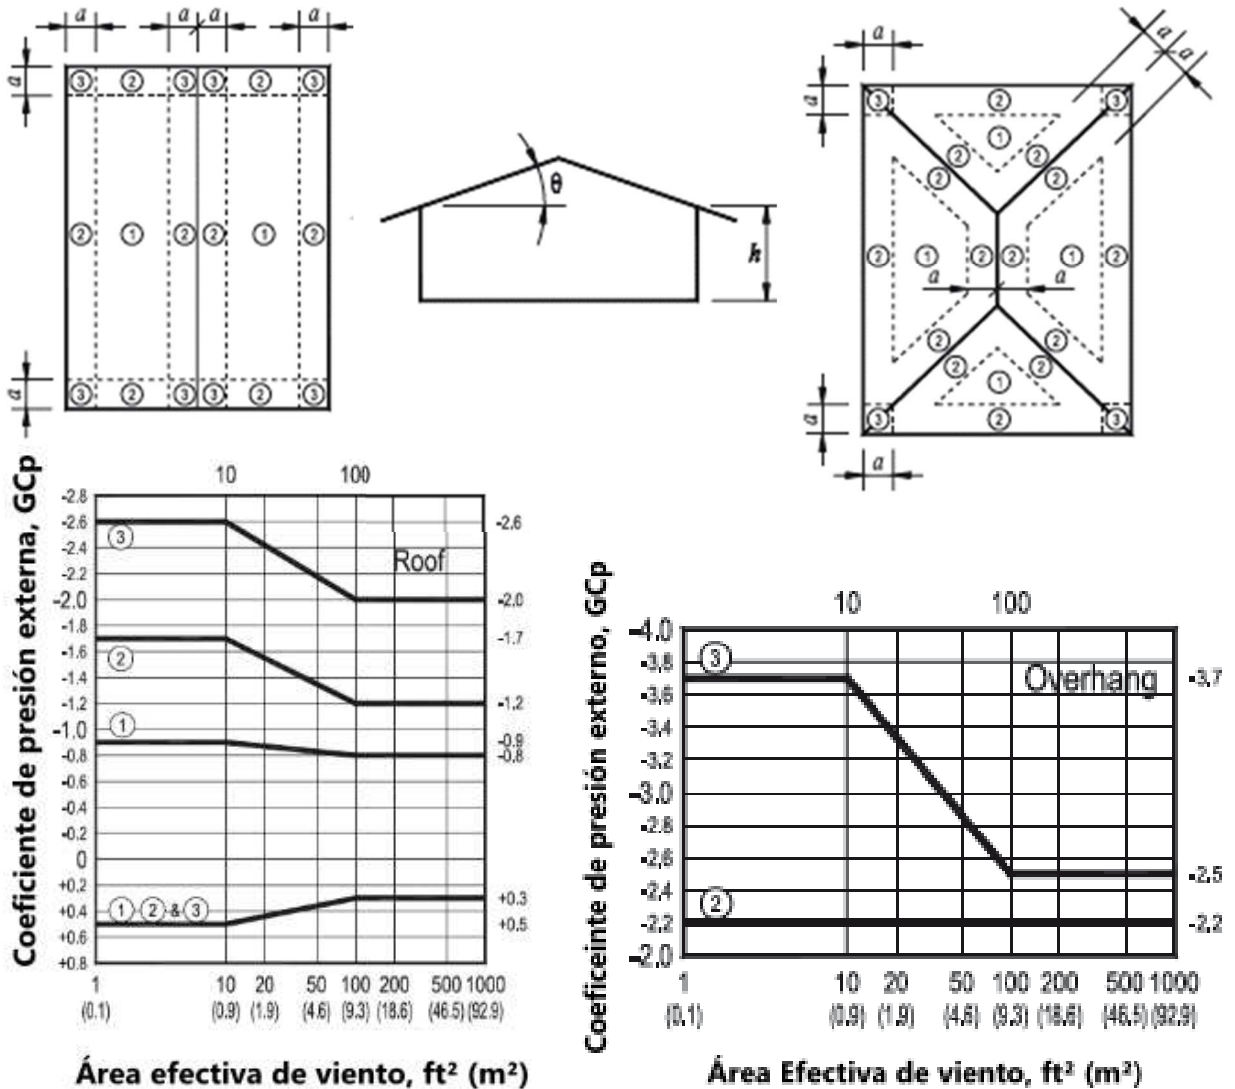 a a a a
a
3 2 3 3 2 3
2 1 2 2 1 2
a
3 2 3 3 2 3
θ
h
a
a a
a
3 2 3
1
2 2
2 2
2 1 2 2 1 2
a a
2 2
2 2
1
a
3 2 3
a
Coeficiente de presión externa, GCp
10 100
-2.8
-2.6
-2.4
-2.2
-2.0
-1.8
-1.6
-1.4
-1.2
-1.0
-0.8
-0.6
-0.4
-0.2
0
+0.2
+0.4
+0.6
+0.8
3
Roof
2
1
1 2 & 3
-2.6
-2.0
-1.7
-1.2
-0.9
-0.8
+0.3
+0.5
1 10 20 50 100 200 500 1000
(0.1) (0.9) (1.9) (4.6) (9.3) (18.6) (46.5) (92.9)
Área efectiva de viento, ft² (m²)
Coeficeinte de presión externo, GCp
10 100
-4.0
-3.8
-3.6
-3.4
-3.2
-3.0
-2.8
-2.6
-2.4
-2.2
-2.0
3
Overhang
2
-3.7
-2.5
-2.2
1 10 20 50 100 200 500 1000
(0.1) (0.9) (1.9) (4.6) (9.3) (18.6) (46.5) (92.9)
Área Efectiva de viento, ft² (m²)